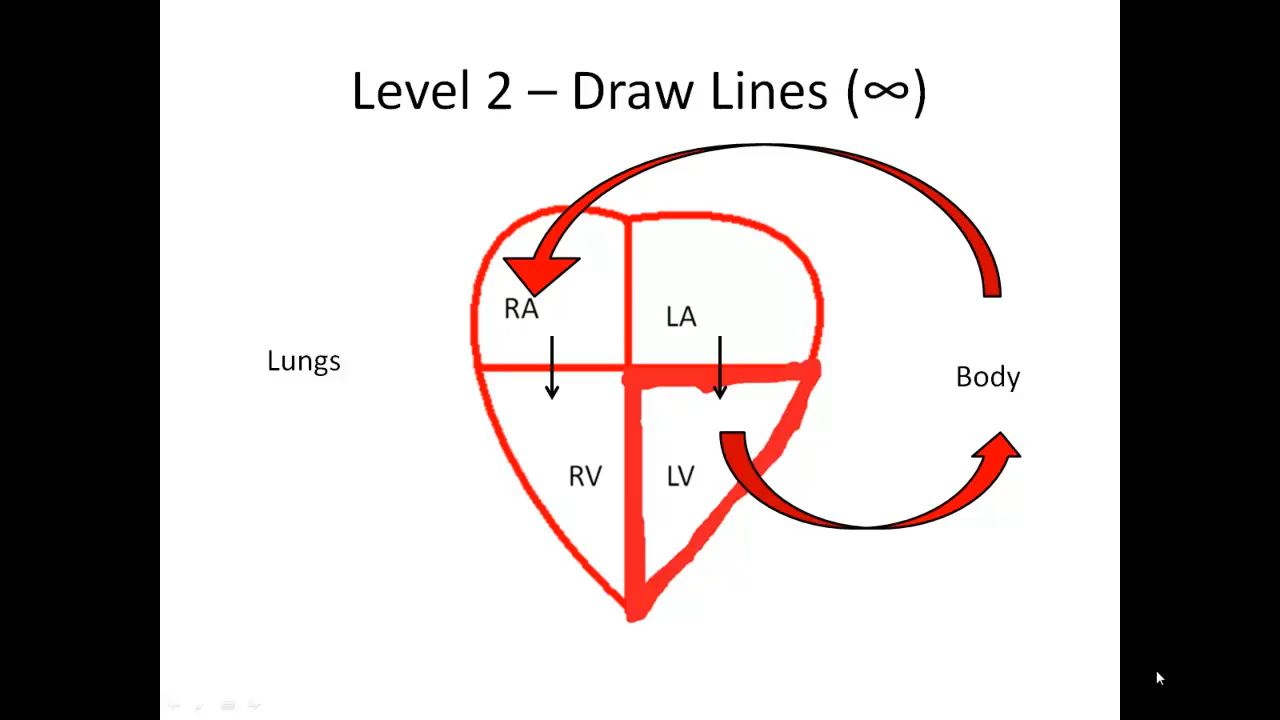 Level 2 – Draw Lines (∞)
RA
LA
Lungs
Body
RV
LV